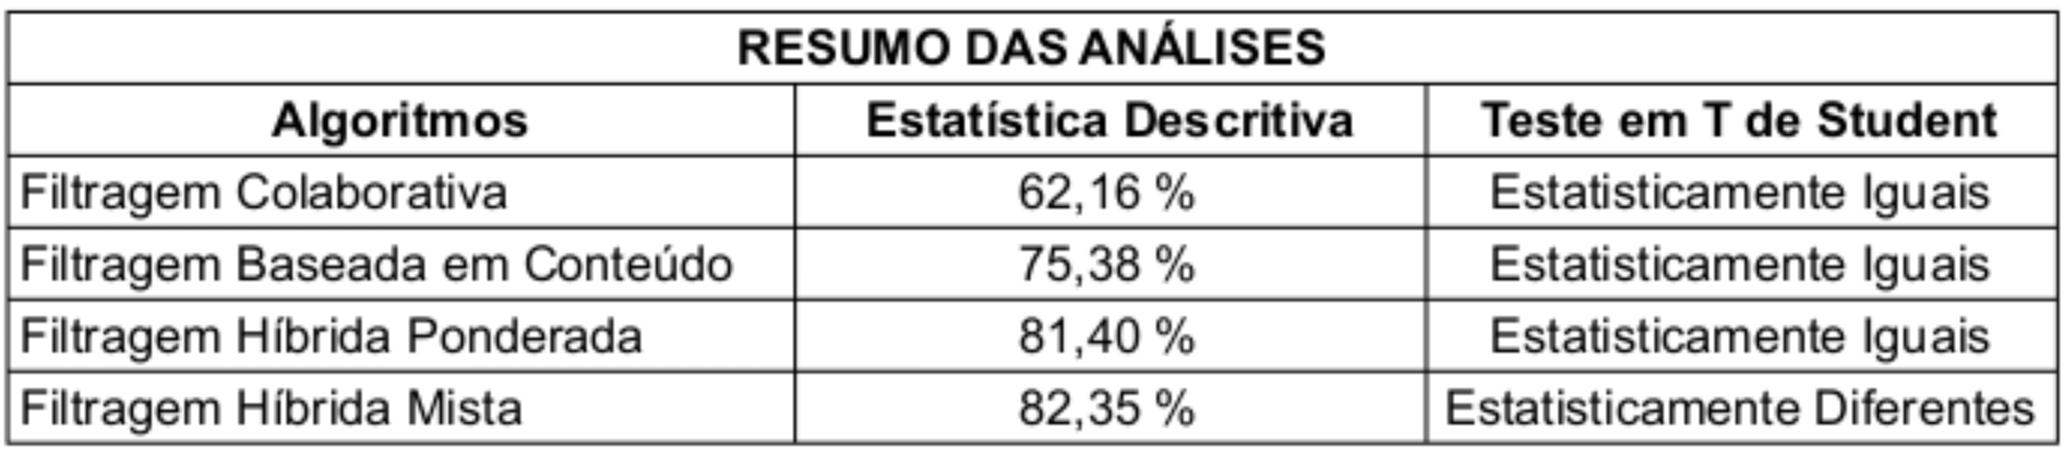 RESUMO DAS ANÁLISES
Algoritmos Estatística Descritiva Teste em T de Student
Filtragem Colaborativa 62,16 % Estatisticamente Iguais
Filtragem Baseada em Conteúdo 75,38 % Estatisticamente Iguais
Filtragem Híbrida Ponderada 81,40 % Estatisticamente Iguais
Filtragem Híbrida Mista 82,35 % Estatisticamente Diferentes